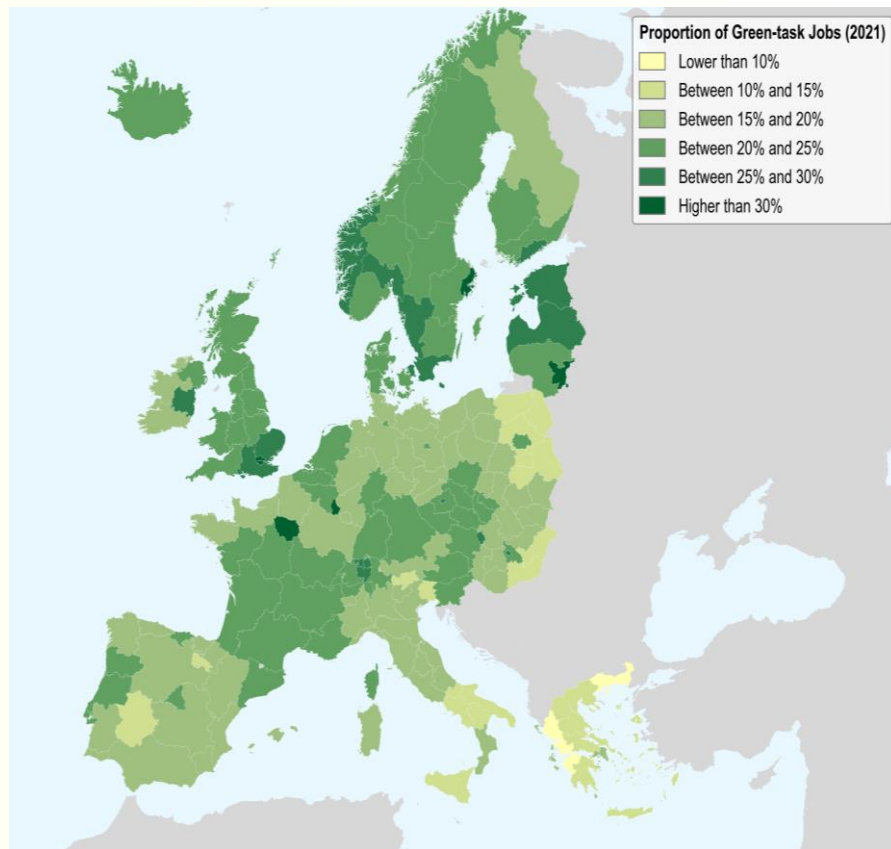 Proportion of Green-task Jobs (2021)
Lower than 10%
Between 10% and 15%
Between 15% and 20%
Between 20% and 25%
Between 25% and 30%
Higher than 30%